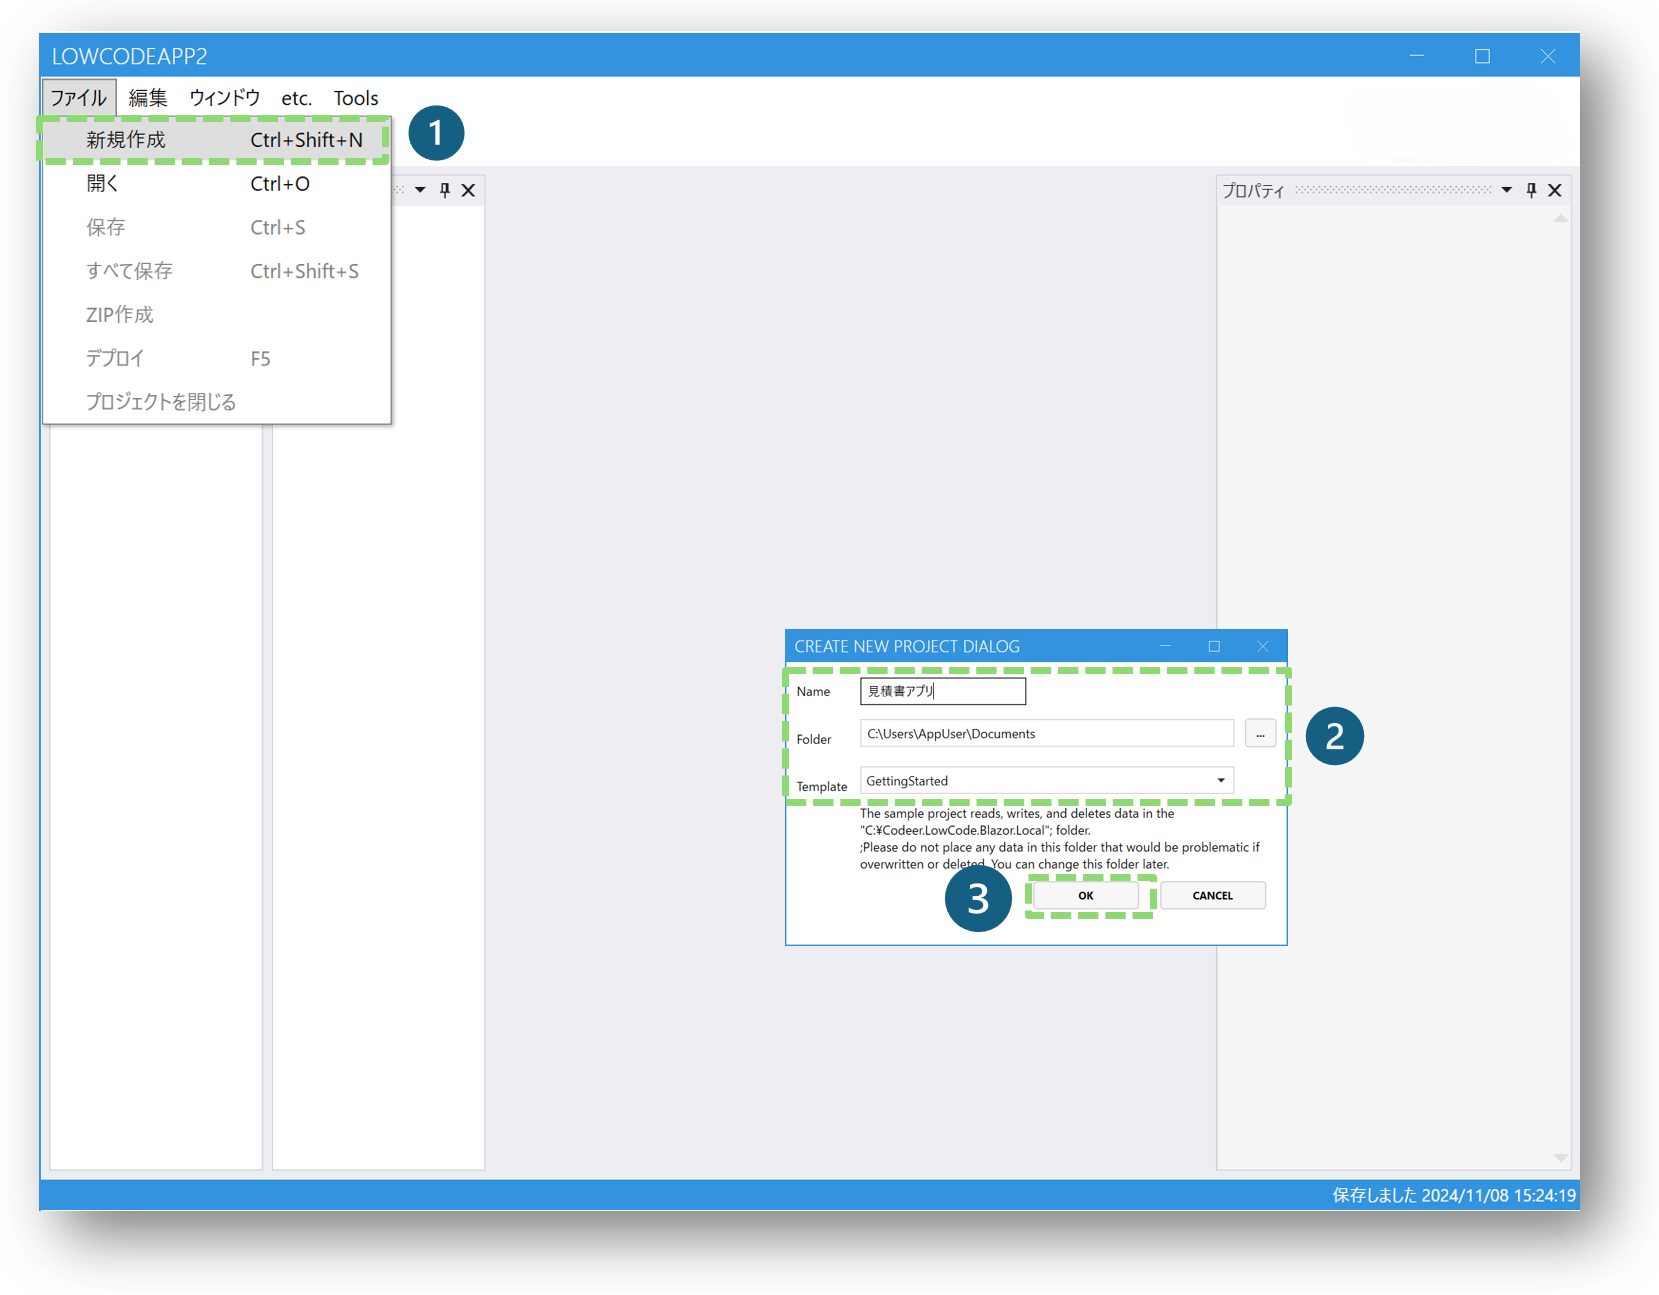 LOWCODEAPP2
ファイル 編集 ウィンドウ etc. Tools
新規作成 Ctrl+Shift+N
1
開く Ctrl+O
保存 Ctrl+S
すべて保存 Ctrl+Shift+S
ZIP作成
デプロイ F5
プロジェクトを閉じる
プロパティ
CREATE NEW PROJECT DIALOG
Name 見積書アプリ
Folder C:\Users\AppUser\Documents ...
2
Template GettingStarted
The sample project reads, writes, and deletes data in the
"C:¥Codeer.LowCode.Blazor.Local"; folder.
;Please do not place any data in this folder that would be problematic if
overwritten or deleted. You can change this folder later.
3
OK CANCEL
保存しました 2024/11/08 15:24:19